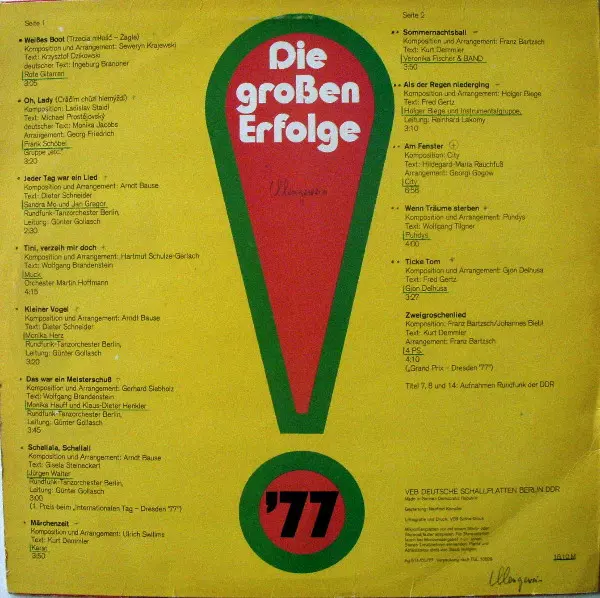 Seite 1
Weißes Boot (Trzecia miłość - Żagle)
Komposition und Arrangement: Seweryn Krajewski
Text: Krzysztof Dzikowski
deutscher Text: Ingeburg Branoner
Rote Gitarren
3:05
Oh, Lady (Cräčim chůzí hlemýždí)
Komposition: Ladislav Staidl
Text: Michael Prostějovský
deutscher Text: Monika Jacobs
Arrangement: Georg Friedrich
Frank Schöbel
Gruppe „etc“
3:20
Jeder Tag war ein Lied
Komposition und Arrangement: Arndt Bause
Text: Dieter Schneider
Sandra Mo und Jan Gregor
Rundfunk-Tanzorchester Berlin,
Leitung: Günter Gollasch
2:30
Tini, verzeih mir doch
Komposition und Arrangement: Hartmut Schulze-Gerlach
Text: Wolfgang Brandenstein
Muck
Orchester Martin Hoffmann
4:15
Kleiner Vogel
Komposition und Arrangement: Arndt Bause
Text: Dieter Schneider
Monika Herz
Rundfunk-Tanzorchester Berlin,
Leitung: Günter Gollasch
3:20
Das war ein Meisterschuß
Komposition und Arrangement: Gerhard Siebholz
Text: Wolfgang Brandenstein
Monika Hauff und Klaus-Dieter Henkler
Rundfunk-Tanzorchester Berlin,
Leitung: Günter Gollasch
3:45
Schallala, Schallali
Komposition und Arrangement: Arndt Bause
Text: Gisela Steineckert
Jürgen Walter
Rundfunk-Tanzorchester Berlin,
Leitung: Günter Gollasch
3:00
(1. Preis beim „Internationalen Tag – Dresden '77“)
Märchenzeit
Komposition und Arrangement: Ulrich Swillms
Text: Kurt Demmler
Karat
3:50
Die
großen
Erfolge
'77
Seite 2
Sommernachtsball
Komposition und Arrangement: Franz Bartzsch
Text: Kurt Demmler
Veronika Fischer & BAND
5:50
Als der Regen niederging
Komposition und Arrangement: Holger Biege
Text: Fred Gertz
Holger Biege und Instrumentalgruppe,
Leitung: Reinhard Lakomy
3:10
Am Fenster
Komposition: City
Text: Hildegard-Maria Rauchfuß
Arrangement: Georgi Gogow
City
6:56
Wenn Träume sterben
Komposition und Arrangement: Puhdys
Text: Wolfgang Tilgner
Puhdys
4:00
Ticke Tom
Komposition und Arrangement: Gjon Delhusa
Text: Fred Gertz
Gjon Delhusa
3:27
Zweigroschenlied
Komposition: Franz Bartzsch/Johannes Biebl
Text: Kurt Demmler
Arrangement: Franz Bartzsch
4 PS
4:10
(„Grand Prix – Dresden '77“)
Titel 7, 8 und 14: Aufnahmen Rundfunk der DDR
VEB DEUTSCHE SCHALLPLATTEN BERLIN DDR
Made in German Democratic Republic